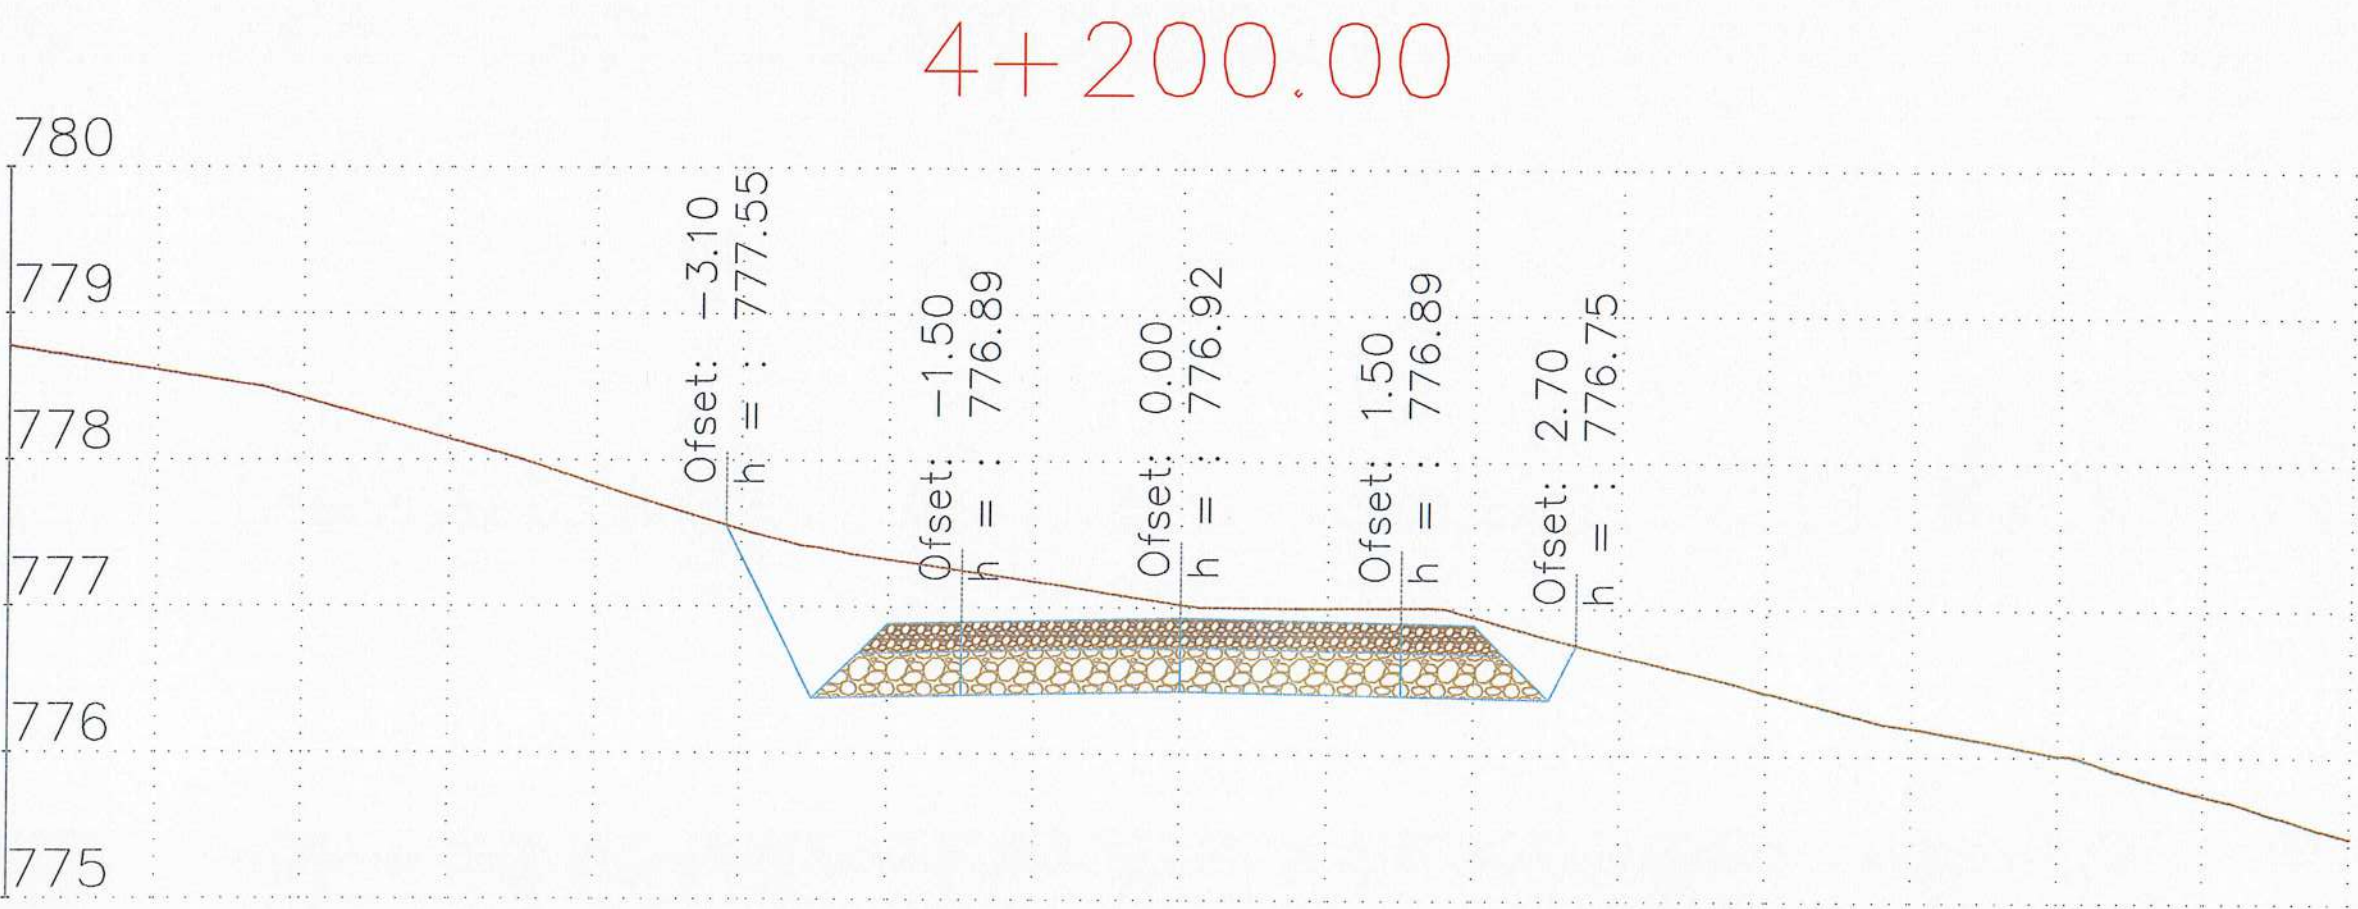 4+200.00
780
779
778
777
776
775
Ofset: -3.10
h = : 777.55
Ofset: -1.50
h = : 776.89
Ofset: 0.00
h = : 776.92
Ofset: 1.50
h = : 776.89
Ofset: 2.70
h = : 776.75